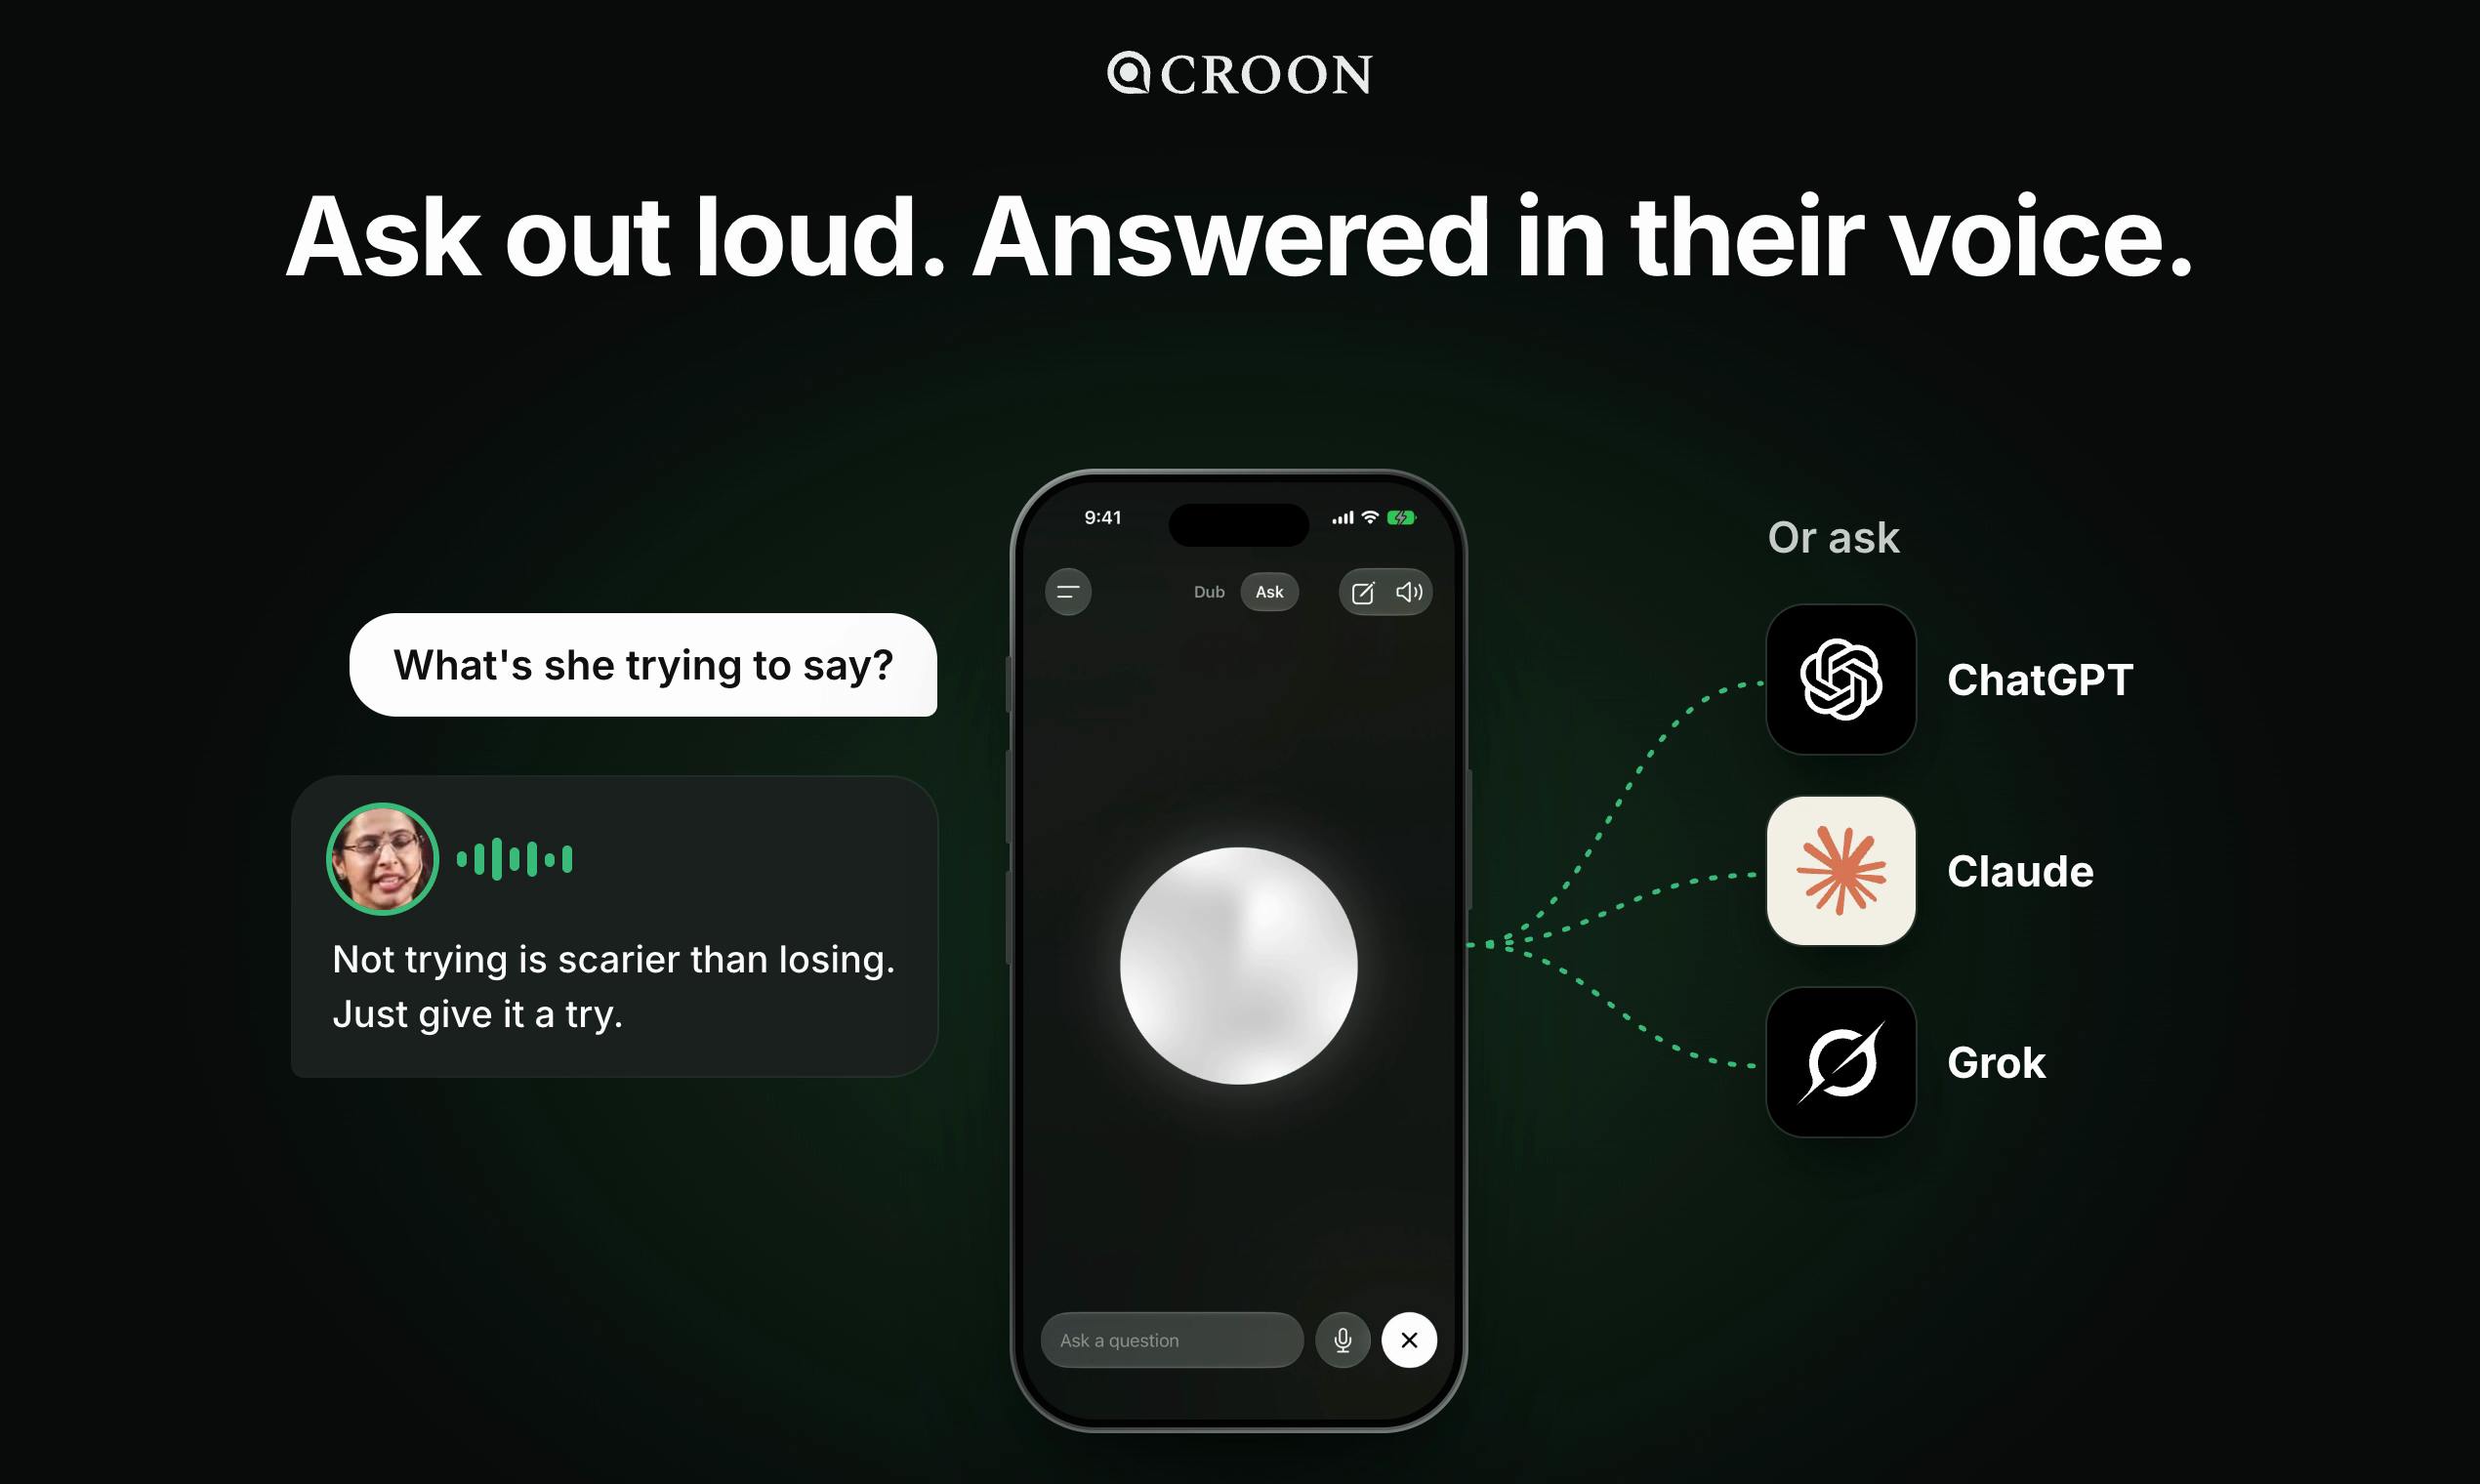 CROON
Ask out loud. Answered in their voice.
What's she trying to say?
Not trying is scarier than losing.
Just give it a try.
9:41
Dub
Ask
Ask a question
Or ask
ChatGPT
Claude
Grok